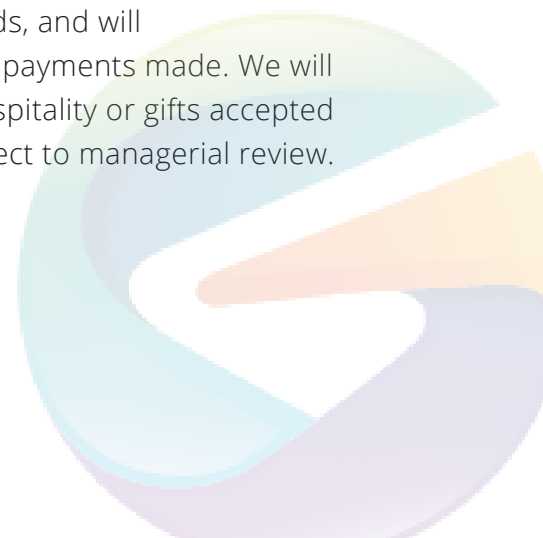 ds, and will
payments made. We will
spitality or gifts accepted
ect to managerial review.